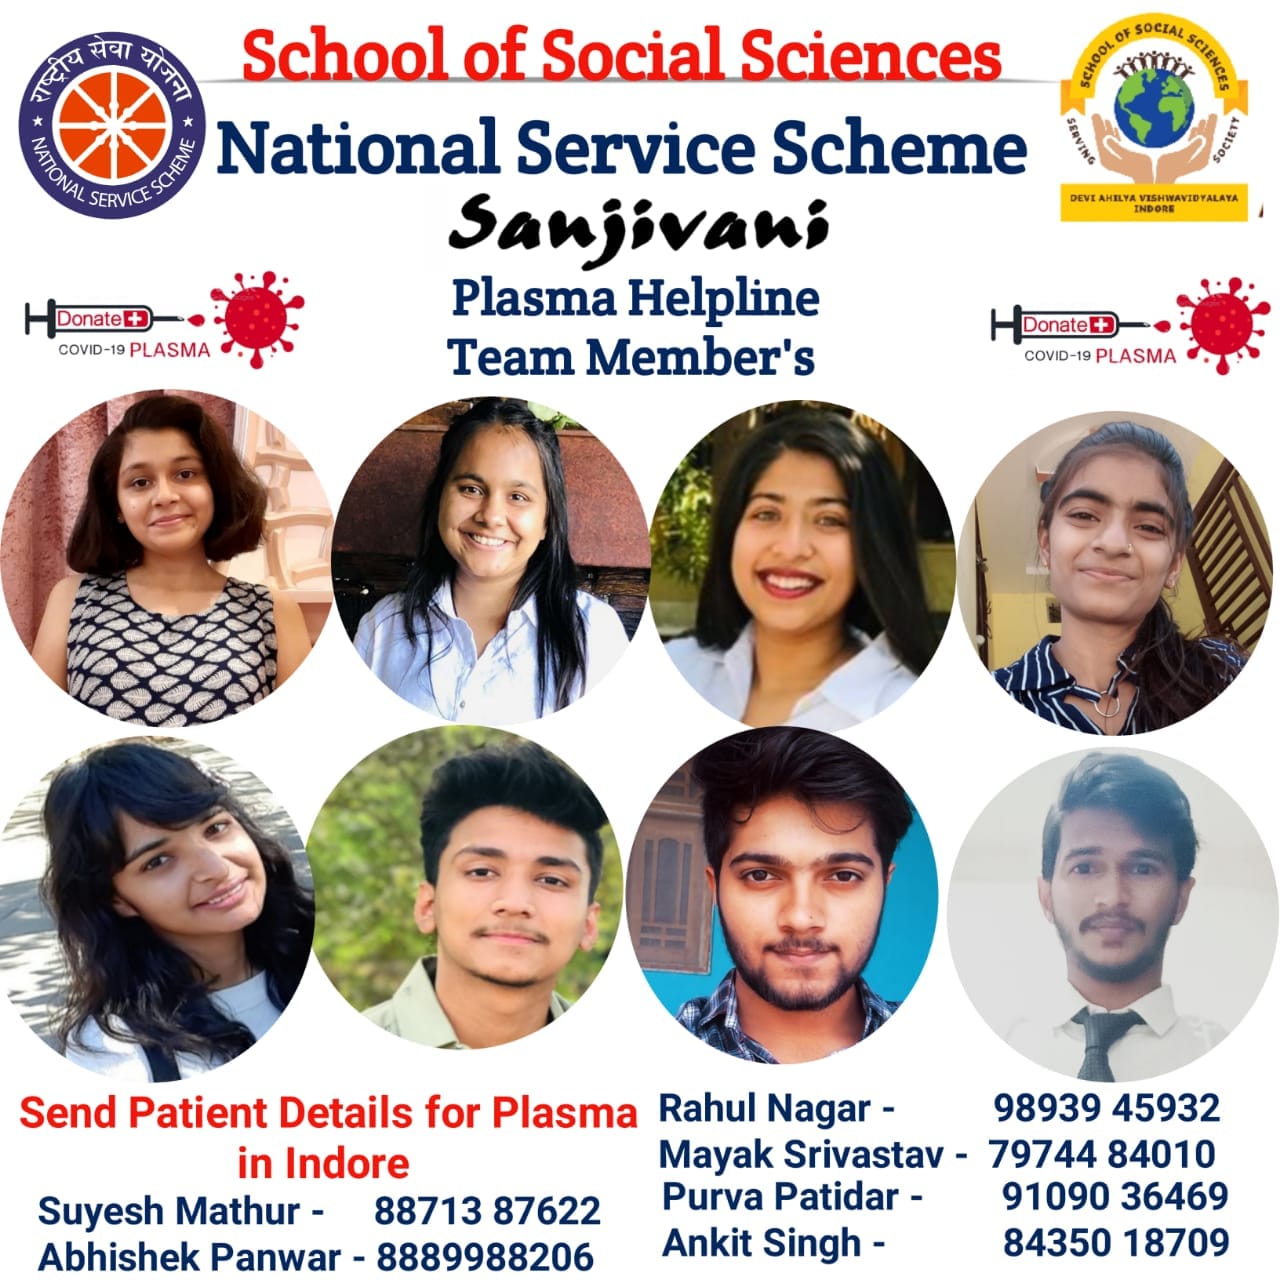 School of Social Sciences
राष्ट्रीय सेवा योजना
NATIONAL SERVICE SCHEME
National Service Scheme
SCHOOL OF SOCIAL SCIENCES
SERVING SOCIETY
DEVI AHILYA VISHWAVIDYALAYA
INDORE
Sanjivani
Plasma Helpline
Team Member's
Donate
COVID-19 PLASMA
Donate
COVID-19 PLASMA
Send Patient Details for Plasma
in Indore
Suyesh Mathur - 88713 87622
Abhishek Panwar - 8889988206
Rahul Nagar - 98939 45932
Mayak Srivastav - 79744 84010
Purva Patidar - 91090 36469
Ankit Singh - 84350 18709